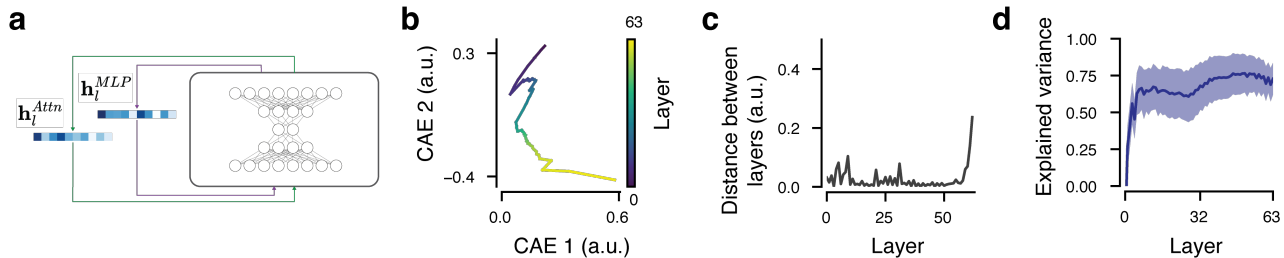 a
h_l^{MLP}
h_l^{Attn}
b
0.3
−0.4
CAE 2 (a.u.)
0.0
0.6
CAE 1 (a.u.)
63
0
Layer
c
0.4
0.2
0.0
Distance between
layers (a.u.)
0
25
50
Layer
d
1.00
0.75
0.50
0.25
0.00
Explained variance
1
32
63
Layer